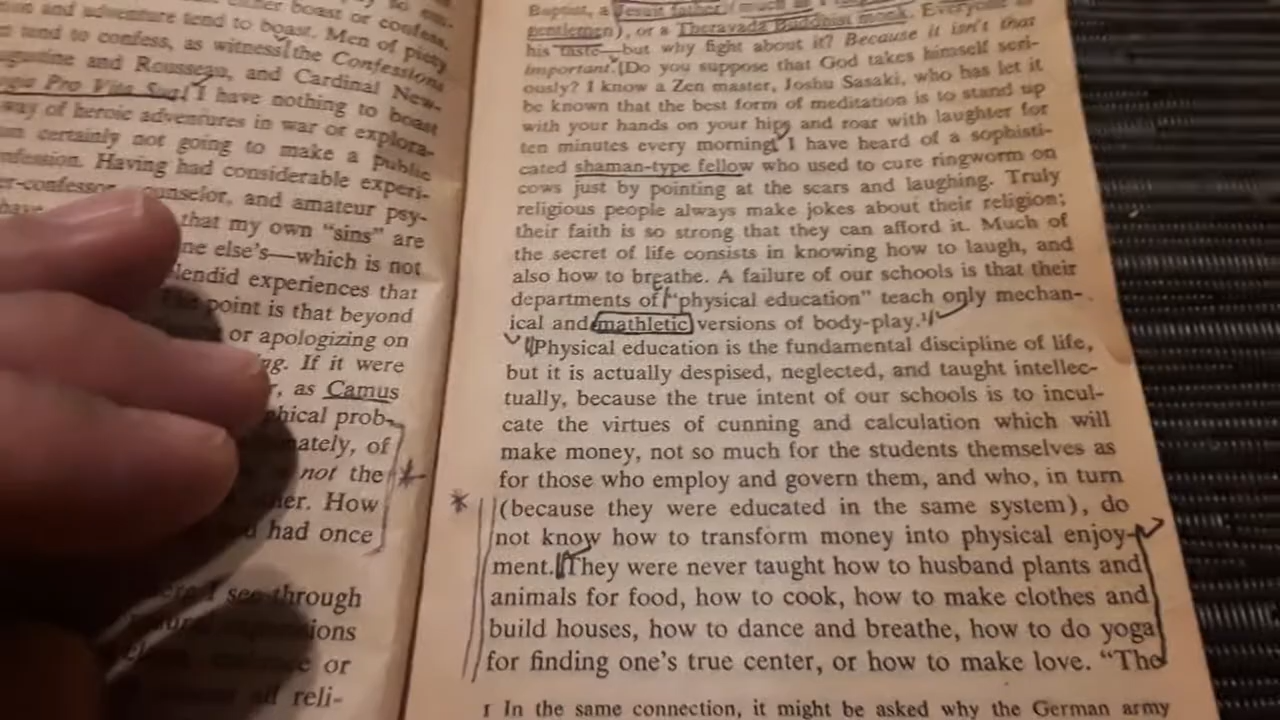 either boast or confess.
and adventure tend to boast. Men of piety
tend to confess, as witness the Confessions
and Rousseau, and Cardinal New-
Pro Vita Sua. I have nothing to boast
way of heroic adventures in war or explora-
certainly not going to make a public
Having had considerable experi-
counselor, and amateur psy-
have that my own "sins" are
else's—which is not
splendid experiences that
point is that beyond
or apologizing on
If it were
as Camus
prob-
of
not the
How
had once
I see through
or
reli-
Baptist, a Jesuit father
gentlemen), or a Theravada Buddhist monk. Everyone to
his taste—but why fight about it? Because it isn't that
important. Do you suppose that God takes himself seri-
ously? I know a Zen master, Joshu Sasaki, who has let it
be known that the best form of meditation is to stand up
with your hands on your hips and roar with laughter for
ten minutes every morning. I have heard of a sophisti-
cated shaman-type fellow who used to cure ringworm on
cows just by pointing at the scars and laughing. Truly
religious people always make jokes about their religion;
their faith is so strong that they can afford it. Much of
the secret of life consists in knowing how to laugh, and
also how to breathe. A failure of our schools is that their
departments of "physical education" teach only mechan-
ical and mathletic versions of body-play.¹
Physical education is the fundamental discipline of life,
but it is actually despised, neglected, and taught intellec-
tually, because the true intent of our schools is to incul-
cate the virtues of cunning and calculation which will
make money, not so much for the students themselves as
for those who employ and govern them, and who, in turn
(because they were educated in the same system), do
not know how to transform money into physical enjoy-
ment. They were never taught how to husband plants and
animals for food, how to cook, how to make clothes and
build houses, how to dance and breathe, how to do yoga
for finding one's true center, or how to make love. "The
1 In the same connection, it might be asked why the German army